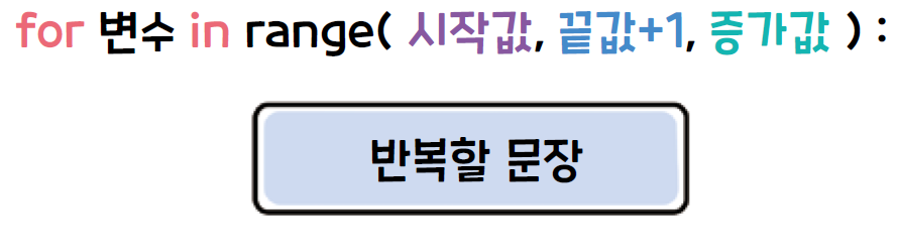 for 변수 in range( 시작값, 끝값+1, 증가값 ) :
반복할 문장